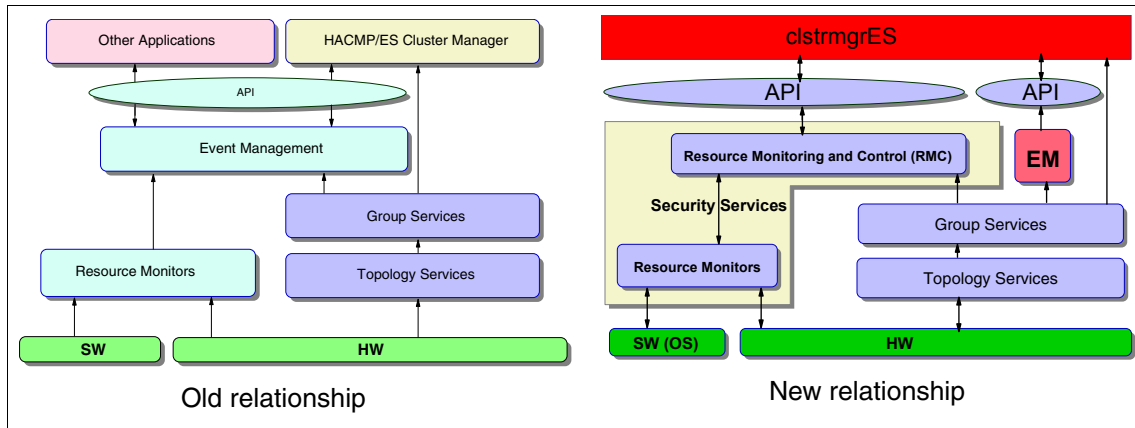 Other Applications
HACMP/ES Cluster Manager
API
Event Management
Group Services
Resource Monitors
Topology Services
SW
HW
Old relationship
clstrmgrES
API
API
Resource Monitoring and Control (RMC)
EM
Security Services
Group Services
Resource Monitors
Topology Services
SW (OS)
HW
New relationship